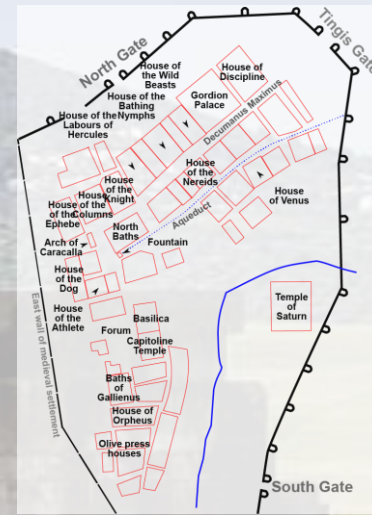 North Gate
Tingis Gate
House of
the Wild
Beasts
House of
Discipline
House of the
Bathing
Nymphs
Gordion
Palace
House of
the Labours of
Hercules
Decumanus Maximus
House of
the Knight
House of
the Nereids
House
of the
Columns
House of
the Ephebe
House
of Venus
Aqueduct
North
Baths
Fountain
Arch of
Caracalla
House of
the Dog
House of
the Athlete
Forum
Basilica
Capitoline
Temple
Temple
of
Saturn
East wall of medieval settlement
Baths
of
Gallienus
House of
Orpheus
Olive press
houses
South Gate